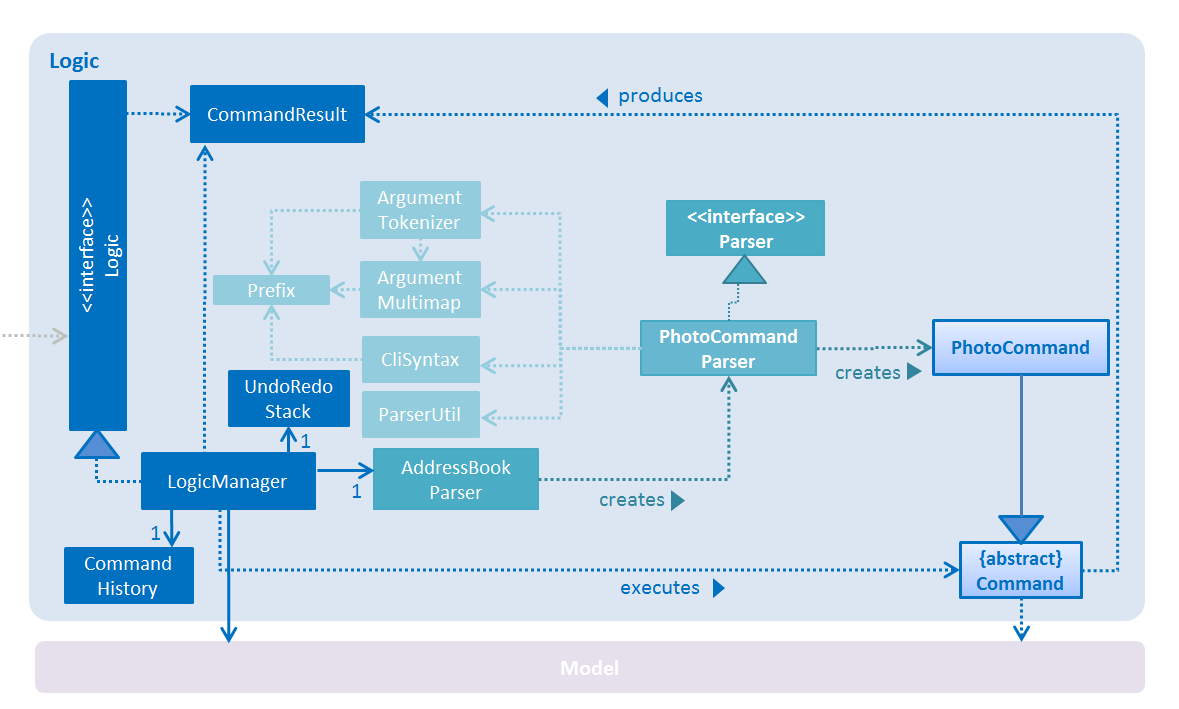 Logic
<<interface>>
Logic
CommandResult
produces
Argument
Tokenizer
<<interface>>
Parser
Prefix
Argument
Multimap
PhotoCommand
Parser
PhotoCommand
creates
CliSyntax
UndoRedo
Stack
ParserUtil
1
LogicManager
1
AddressBook
Parser
creates
1
Command
History
executes
{abstract}
Command
Model